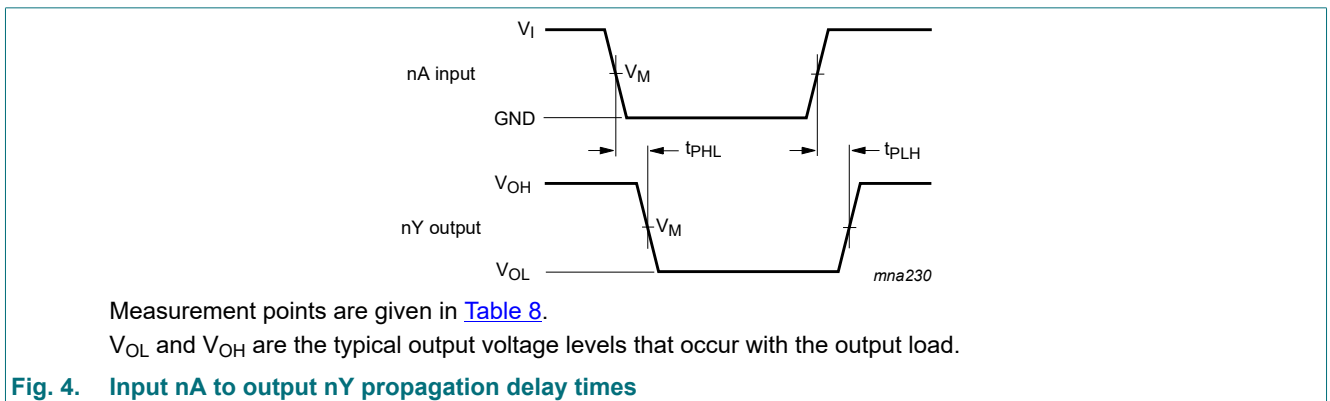 VI
nA input
VM
GND
tPHL
tPLH
VOH
nY output
VM
VOL
mna230
Measurement points are given in Table 8.
VOL and VOH are the typical output voltage levels that occur with the output load.
Fig. 4. Input nA to output nY propagation delay times